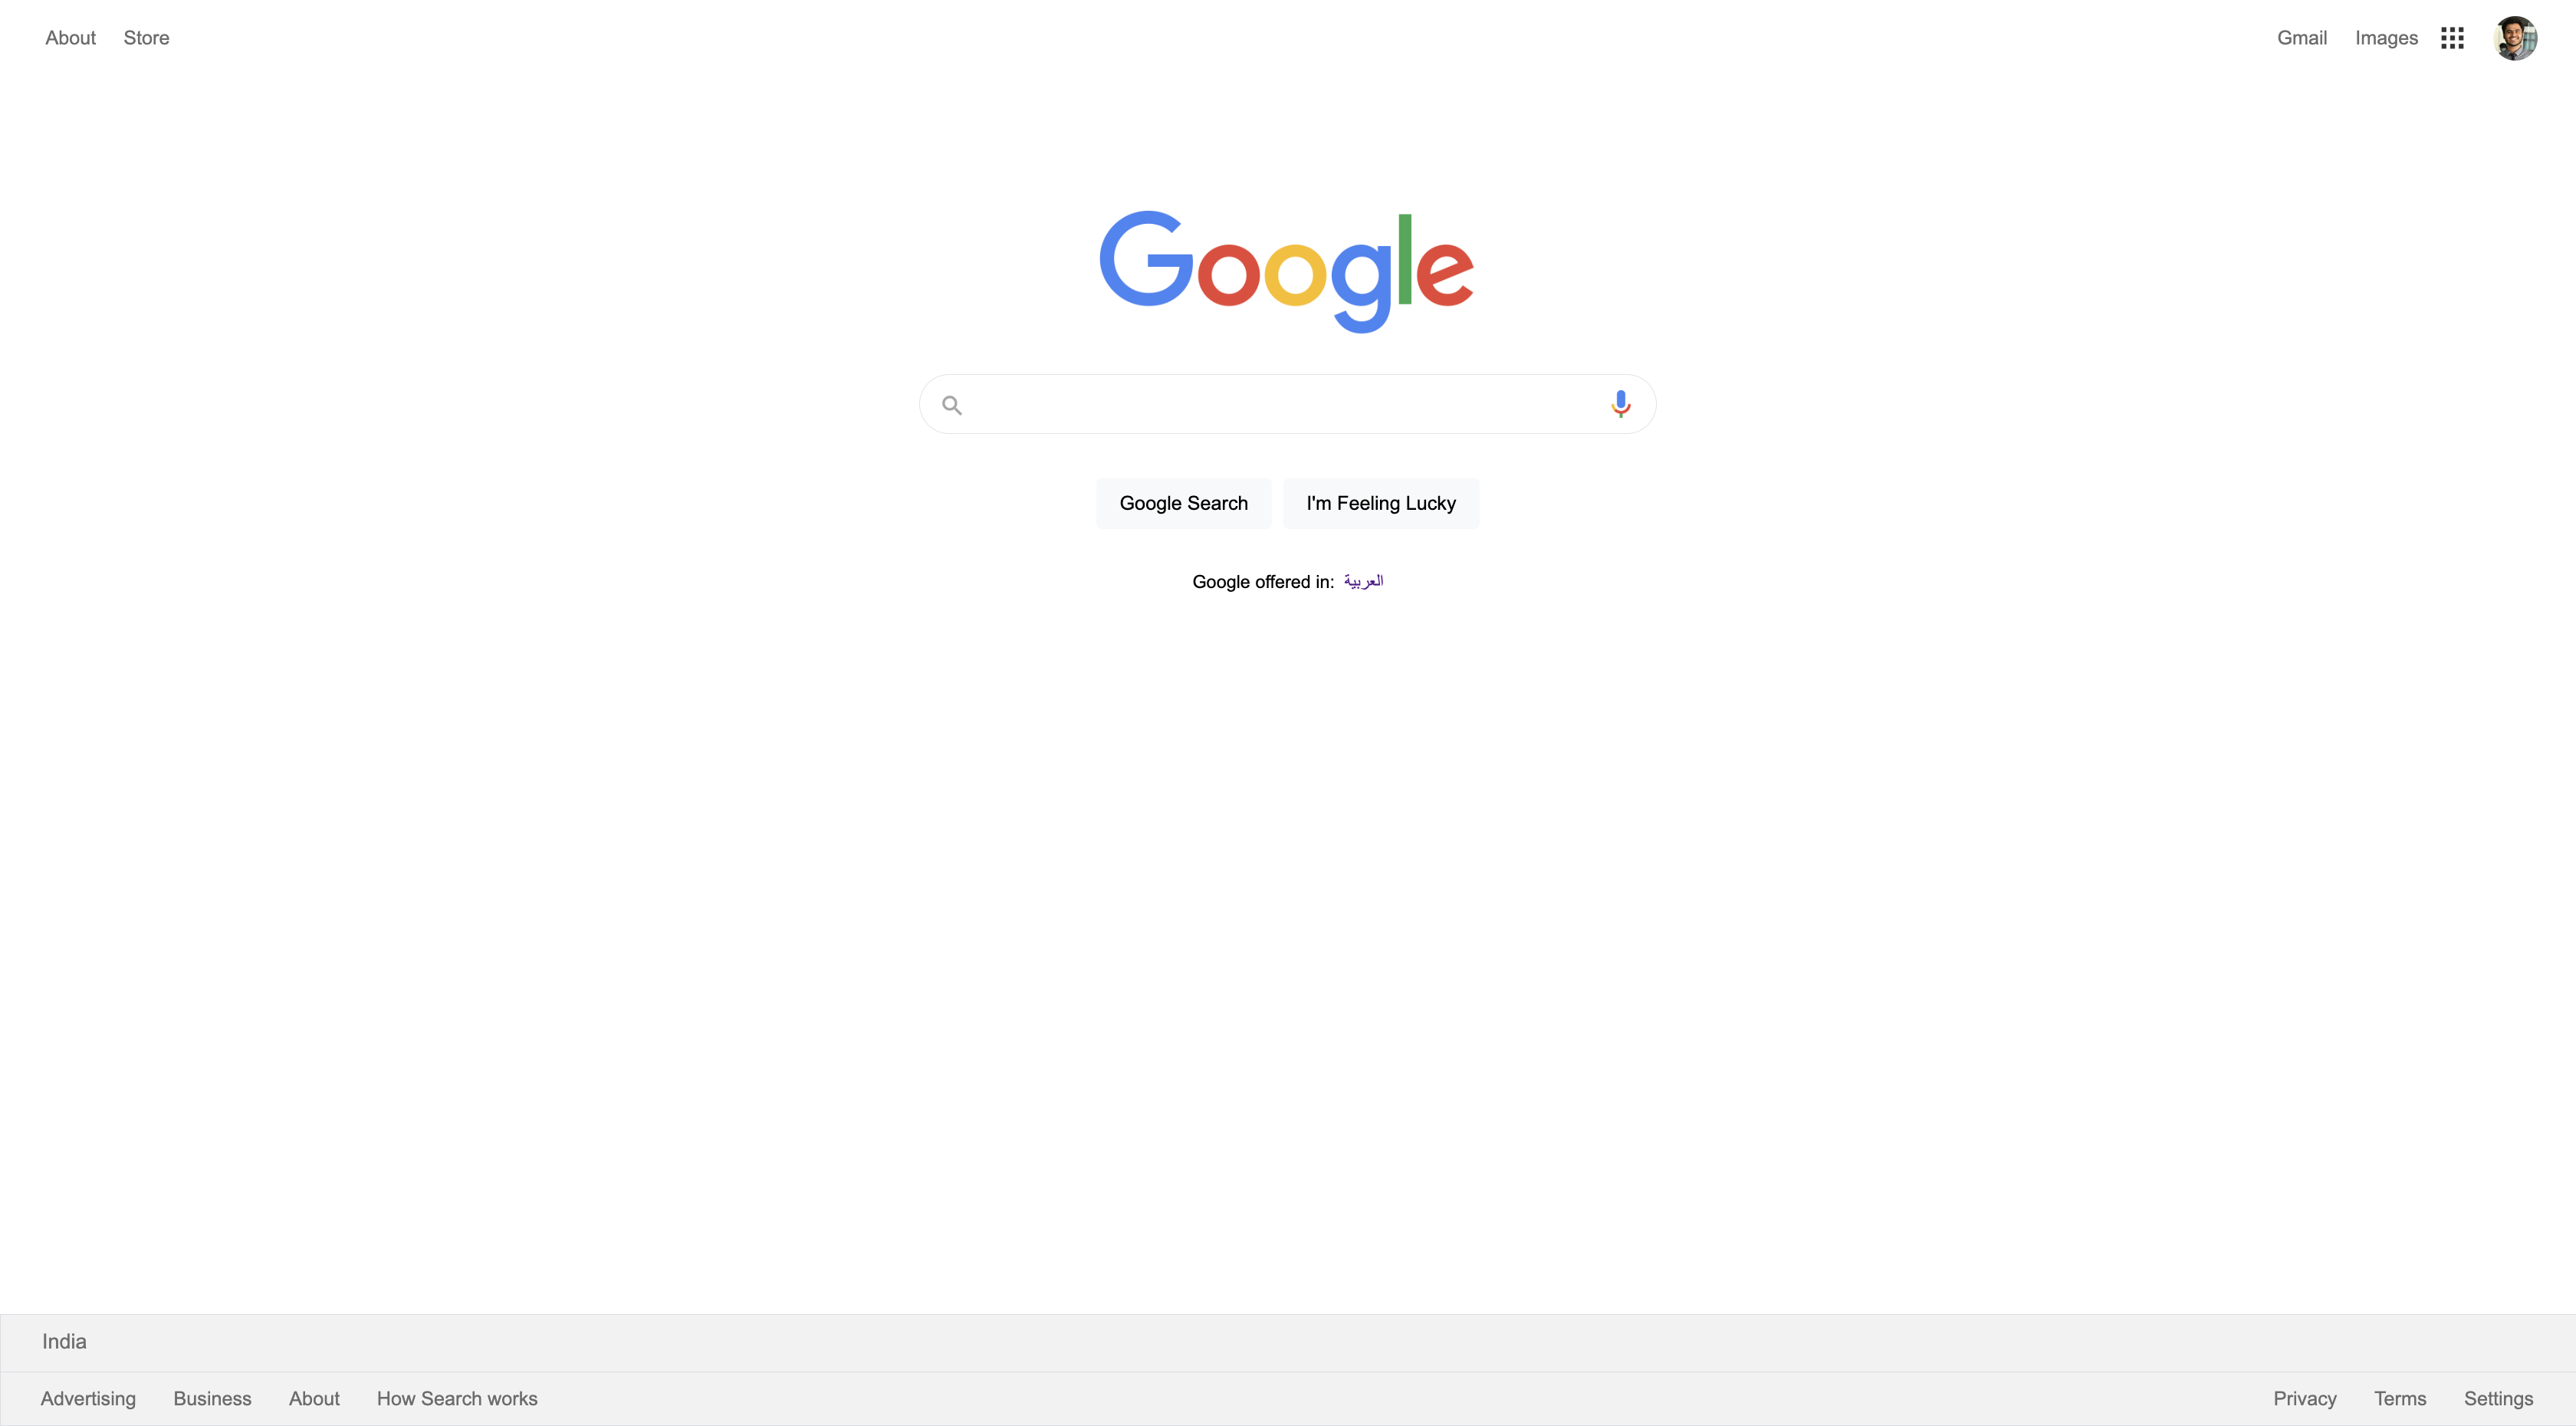 About Store Gmail Images
Google
Google Search I'm Feeling Lucky
Google offered in: العربية
India
Advertising Business About How Search works Privacy Terms Settings